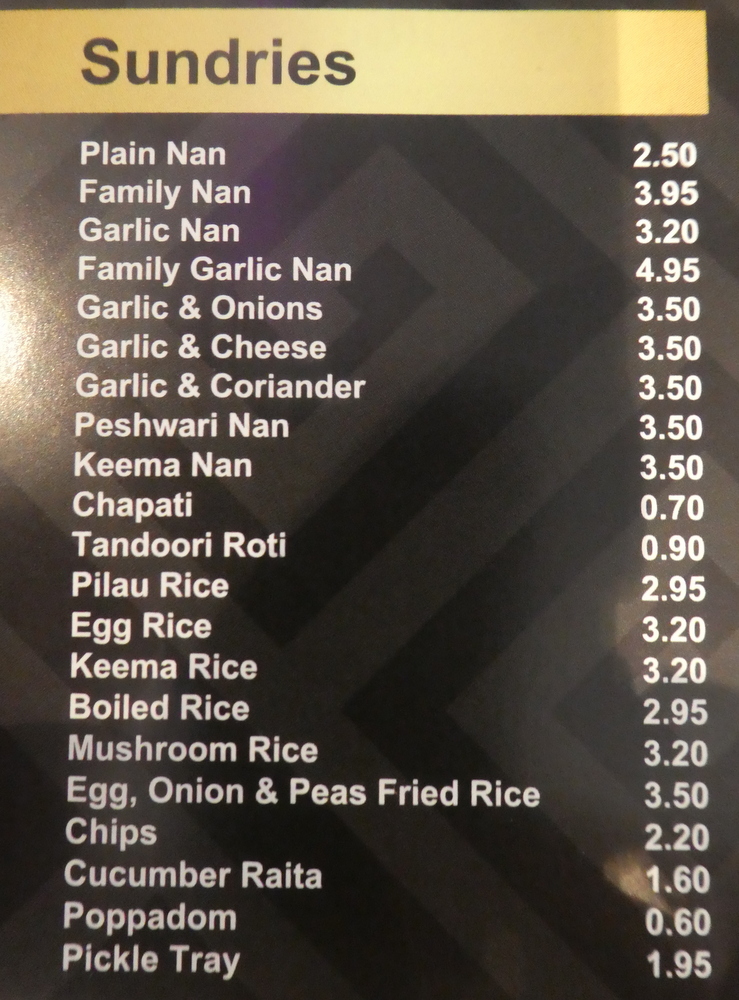 Sundries
Plain Nan 2.50
Family Nan 3.95
Garlic Nan 3.20
Family Garlic Nan 4.95
Garlic & Onions 3.50
Garlic & Cheese 3.50
Garlic & Coriander 3.50
Peshwari Nan 3.50
Keema Nan 3.50
Chapati 0.70
Tandoori Roti 0.90
Pilau Rice 2.95
Egg Rice 3.20
Keema Rice 3.20
Boiled Rice 2.95
Mushroom Rice 3.20
Egg, Onion & Peas Fried Rice 3.50
Chips 2.20
Cucumber Raita 1.60
Poppadom 0.60
Pickle Tray 1.95